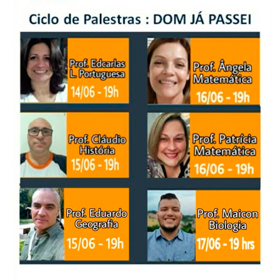 Ciclo de Palestras : DOM JÁ PASSEI
Prof. Edcarlas
L. Portuguesa
14/06 - 19h
Prof. Ângela
Matemática
16/06 - 19h
Prof. Cláudio
História
15/06 - 19h
Prof. Patrícia
Matemática
16/06 - 19h
Prof. Eduardo
Geografia
15/06 - 19h
Prof. Maicon
Biologia
17/06 - 19 hrs